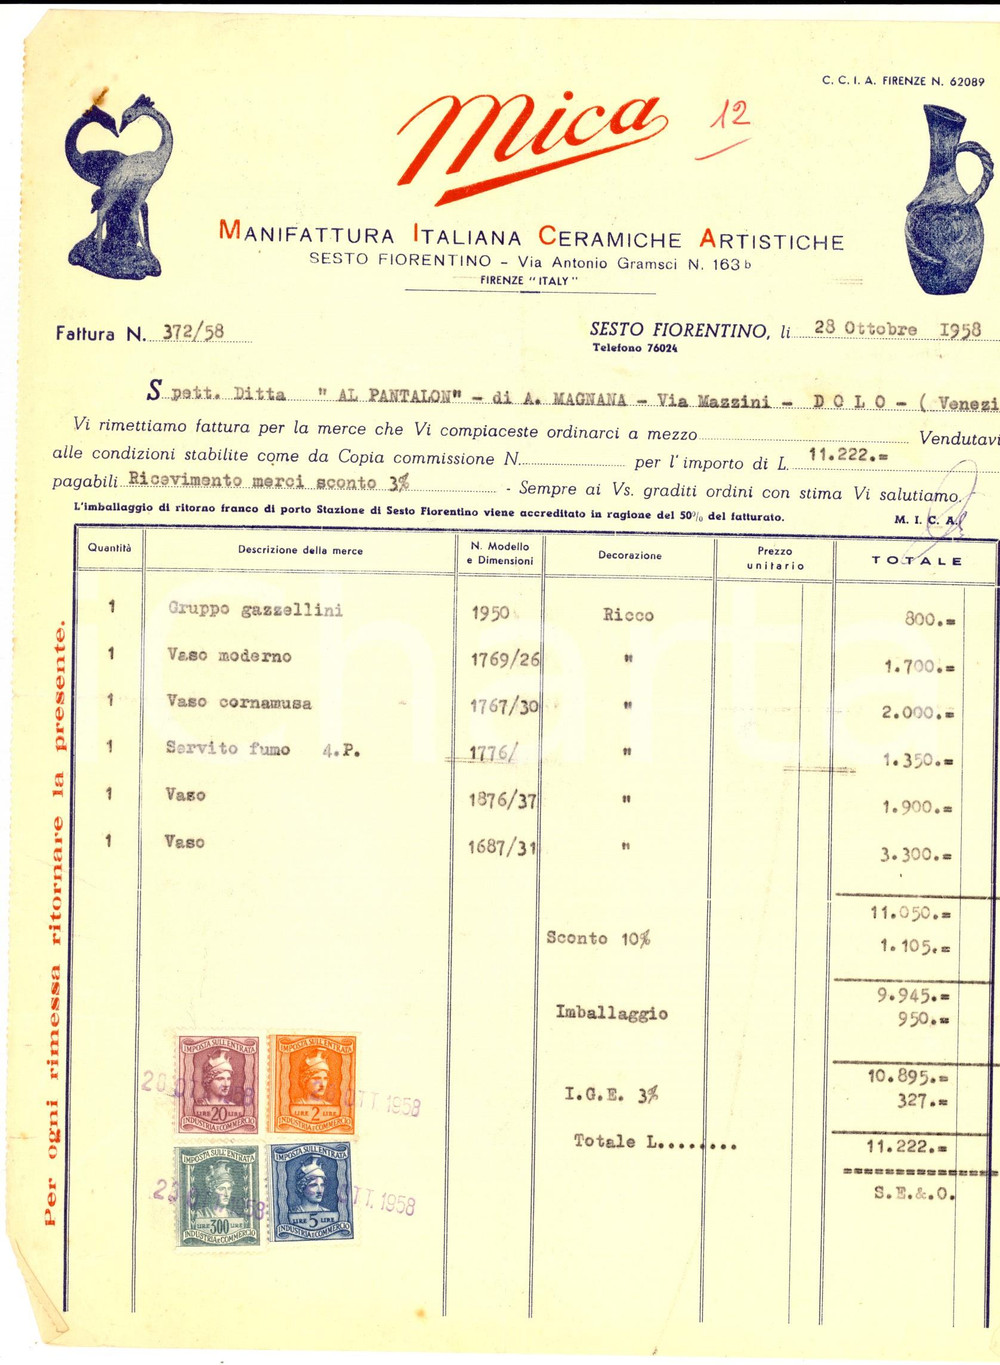 C. C. I. A. FIRENZE N. 62089
Mica
12
MANIFATTURA ITALIANA CERAMICHE ARTISTICHE
SESTO FIORENTINO - Via Antonio Gramsci N. 163 b
FIRENZE "ITALY"
Fattura N. 372/58
SESTO FIORENTINO, li 28 Ottobre 1958
Telefono 76024
Spett. Ditta " AL PANTALON" - di A. MAGNANA - Via Mazzini - D O L O - ( Venezi
Vi rimettiamo fattura per la merce che Vi compiaceste ordinarci a mezzo Vendutavi
alle condizioni stabilite come da Copia commissione N. per l'importo di L. 11.222.=
pagabili Ricevimento merci sconto 3% - Sempre ai Vs. graditi ordini con stima Vi salutiamo.
L'imballaggio di ritorno franco di porto Stazione di Sesto Fiorentino viene accreditato in ragione del 50% del fatturato.
M. I. C. A.
Quantità Descrizione della merce N. Modello e Dimensioni Decorazione Prezzo unitario TOTALE
1 Gruppo gazzellini 1950 Ricco 800.=
1 Vaso moderno 1769/26 " 1.700.=
1 Vaso cornamusa 1767/30 " 2.000.=
1 Servito fumo 4.P. 1776/ " 1.350.=
1 Vaso 1876/37 " 1.900.=
1 Vaso 1687/31 " 3.300.=
11.050.=
Sconto 10% 1.105.=
9.945.=
Imballaggio 950.=
10.895.=
I.G.E. 3% 327.=
Totale L........ 11.222.=
S.E.&.O.
Per ogni rimessa ritornare la presente.
IMPOSTA SULL'ENTRATA
LIRE 20 LIRE
INDUSTRIA E COMMERCIO
IMPOSTA SULL'ENTRATA
LIRE 2 LIRE
INDUSTRIA E COMMERCIO
28 OTT. 1958
OTT. 1958
IMPOSTA SULL'ENTRATA
LIRE 300 LIRE
INDUSTRIA E COMMERCIO
IMPOSTA SULL'ENTRATA
LIRE 5 LIRE
INDUSTRIA E COMMERCIO
28 1958
OTT. 1958